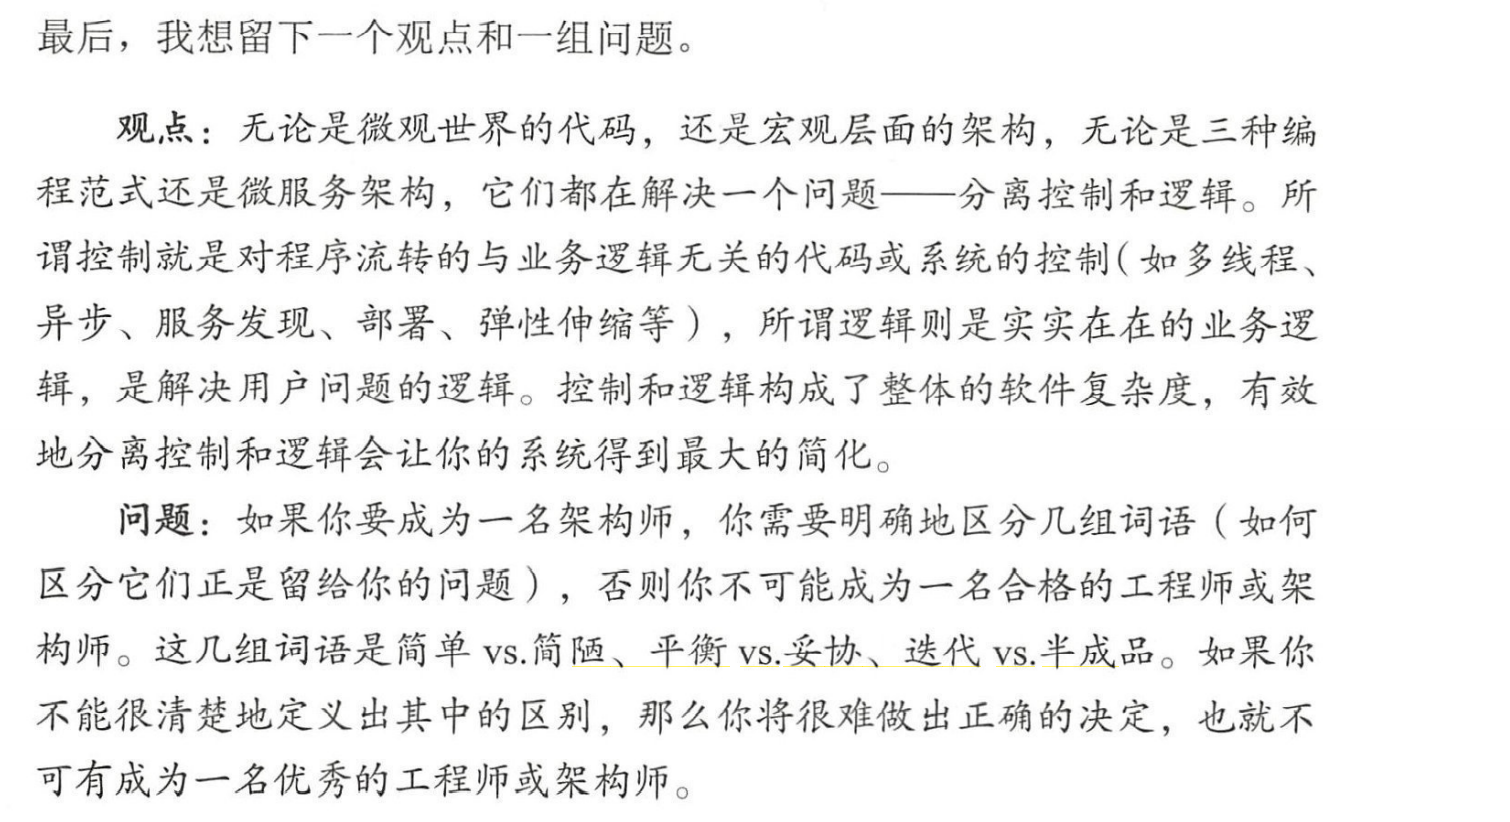 最后，我想留下一个观点和一组问题。
观点：无论是微观世界的代码，还是宏观层面的架构，无论是三种编
程范式还是微服务架构，它们都在解决一个问题——分离控制和逻辑。所
谓控制就是对程序流转的与业务逻辑无关的代码或系统的控制（如多线程、
异步、服务发现、部署、弹性伸缩等），所谓逻辑则是实实在在的业务逻
辑，是解决用户问题的逻辑。控制和逻辑构成了整体的软件复杂度，有效
地分离控制和逻辑会让你的系统得到最大的简化。
问题：如果你要成为一名架构师，你需要明确地区分几组词语（如何
区分它们正是留给你的问题），否则你不可能成为一名合格的工程师或架
构师。这几组词语是简单 vs.简陋、平衡 vs.妥协、迭代 vs.半成品。如果你
不能很清楚地定义出其中的区别，那么你将很难做出正确的决定，也就不
可有成为一名优秀的工程师或架构师。